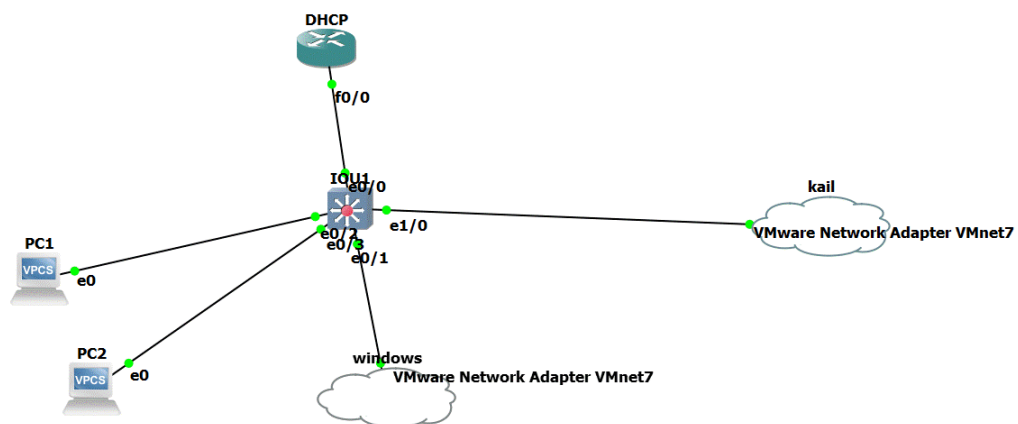 DHCP
f0/0
IOU1
e0/0
kail
e1/0
VMware Network Adapter VMnet7
e0/2
e0/3
e0/1
PC1
VPCS
e0
PC2
VPCS
e0
windows
VMware Network Adapter VMnet7